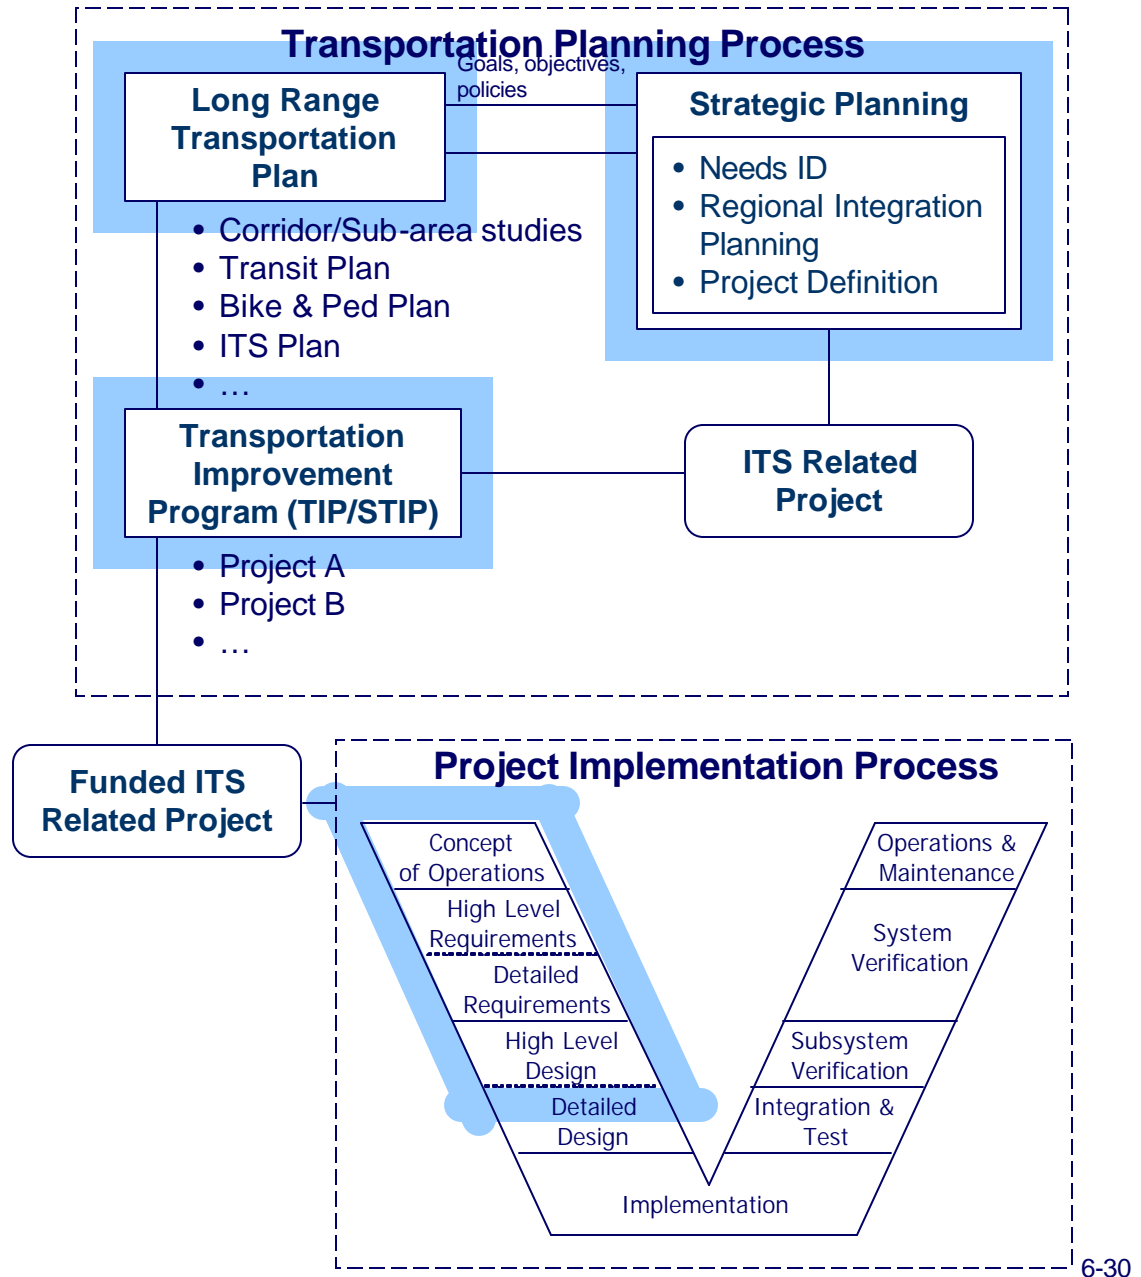 Transportation Planning Process
Goals, objectives,
policies
Long Range
Transportation
Plan
Strategic Planning
• Needs ID
• Regional Integration
Planning
• Project Definition
• Corridor/Sub-area studies
• Transit Plan
• Bike & Ped Plan
• ITS Plan
• …
Transportation
Improvement
Program (TIP/STIP)
ITS Related
Project
• Project A
• Project B
• …
Funded ITS
Related Project
Project Implementation Process
Concept
of Operations
High Level
Requirements
Detailed
Requirements
High Level
Design
Detailed
Design
Implementation
Operations &
Maintenance
System
Verification
Subsystem
Verification
Integration &
Test
6-30